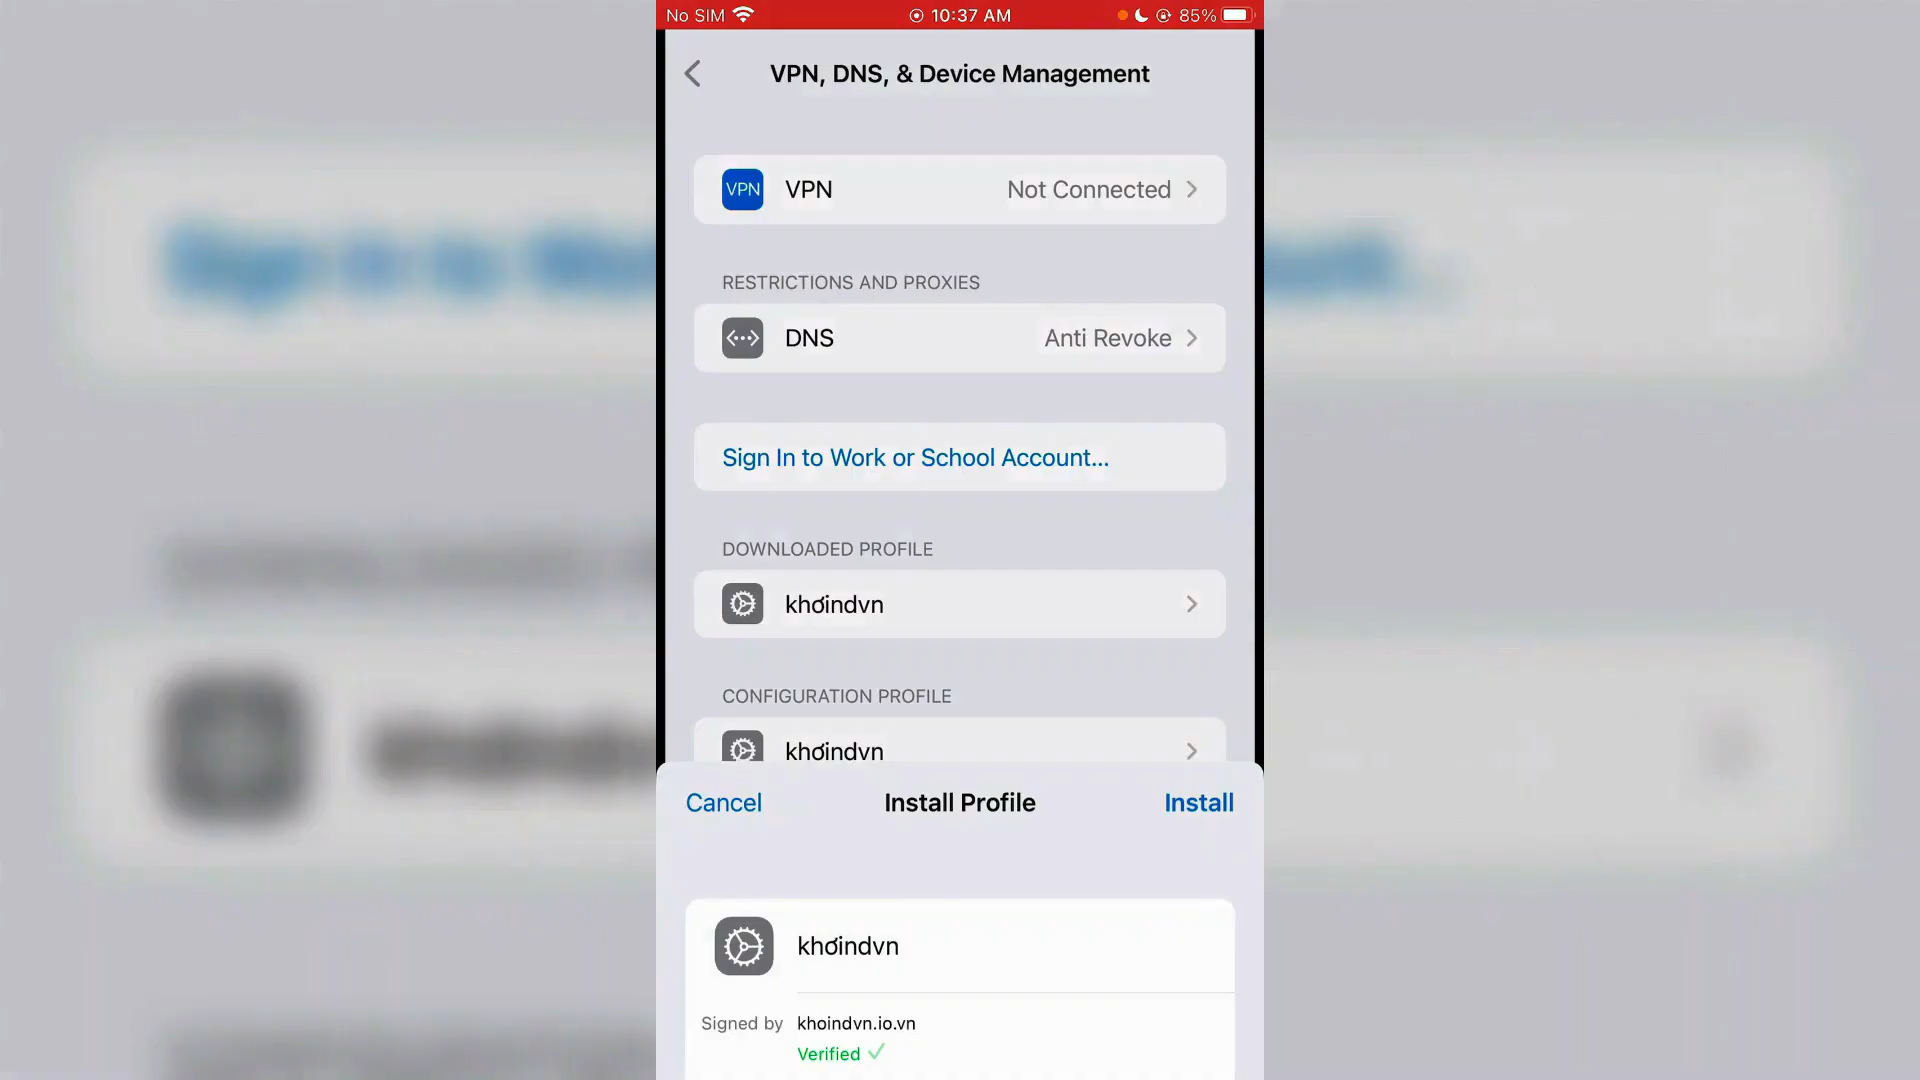 No SIM 10:37 AM 85%
VPN, DNS, & Device Management
VPN VPN Not Connected
RESTRICTIONS AND PROXIES
DNS Anti Revoke
Sign In to Work or School Account...
DOWNLOADED PROFILE
khơindvn
CONFIGURATION PROFILE
khơindvn
Cancel Install Profile Install
khơindvn
Signed by khoindvn.io.vn
Verified